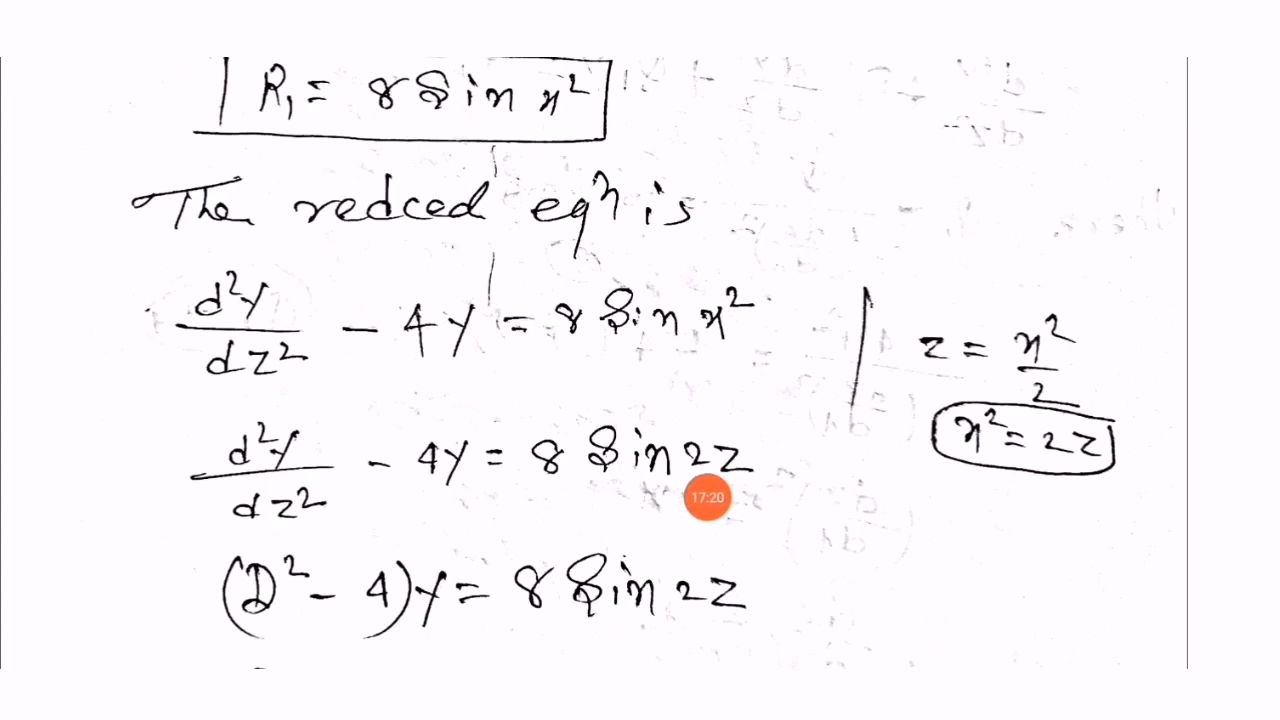 R₁ = 8 Sin x²
The redced eqⁿ is
d²y/dz² - 4y = 8 Sin x²
z = x²/2
x² = 2z
d²y/dz² - 4y = 8 Sin 2z
17:20
(D² - 4)y = 8 Sin 2z